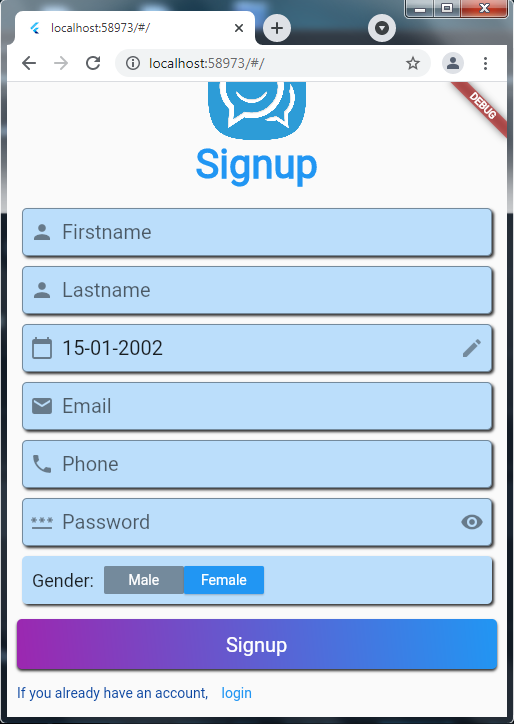 localhost:58973/#/
localhost:58973/#/
DEBUG
Signup
Firstname
Lastname
15-01-2002
Email
Phone
Password
Gender: Male Female
Signup
If you already have an account, login